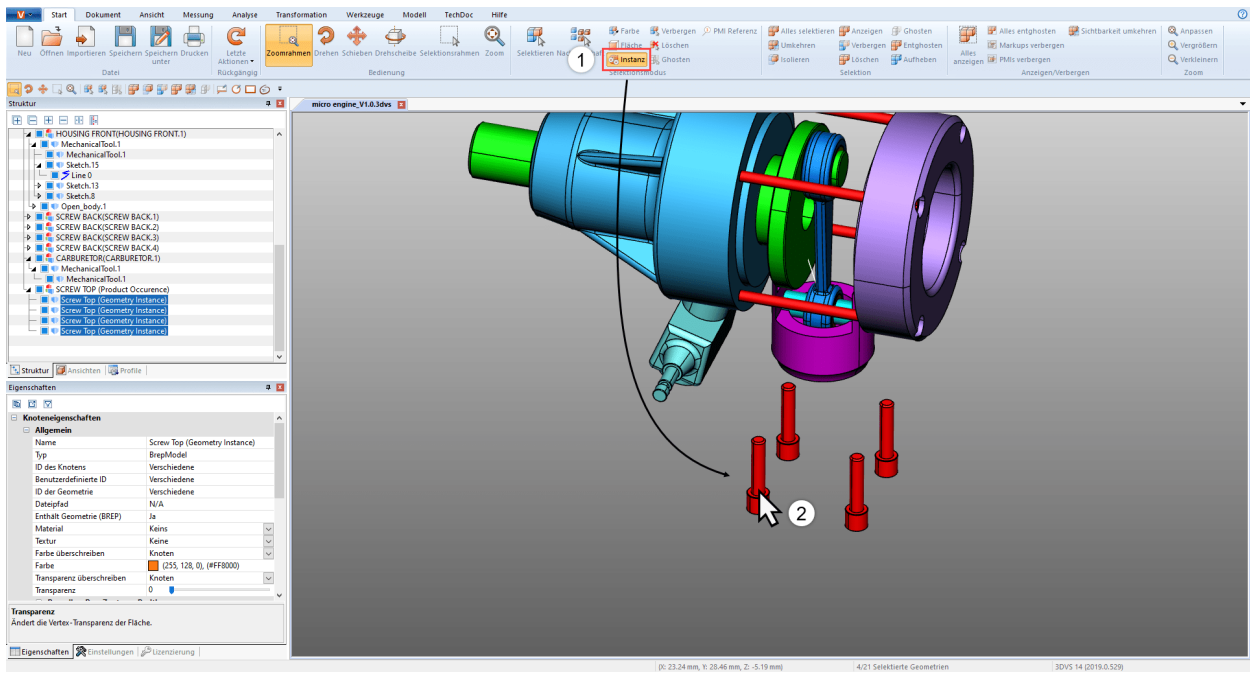 V Start Dokument Ansicht Messung Analyse Transformation Werkzeuge Modell TechDoc Hilfe
Neu Öffnen Importieren Speichern Speichern unter Drucken
Letzte Aktionen
Zoomrahmen Drehen Schieben Drehscheibe Selektionsrahmen Zoom
Selektieren
Farbe Verbergen PMI Referenz
Fläche Löschen
Instanz Ghosten
Alles selektieren Anzeigen Ghosten
Umkehren Verbergen Entghosten
Isolieren Löschen Aufheben
Alles anzeigen
Alles entghosten Sichtbarkeit umkehren
Markups verbergen
PMIs verbergen
Anpassen
Vergrößern
Verkleinern
Datei Rückgängig Bedienung Selektionsmodus Selektion Anzeigen/Verbergen Zoom
1
Struktur
micro engine_V1.0.3dvs
HOUSING FRONT(HOUSING FRONT.1)
MechanicalTool.1
MechanicalTool.1
Sketch.15
Line 0
Sketch.13
Sketch.8
Open_body.1
SCREW BACK(SCREW BACK.1)
SCREW BACK(SCREW BACK.2)
SCREW BACK(SCREW BACK.3)
SCREW BACK(SCREW BACK.4)
CARBURETOR(CARBURETOR.1)
MechanicalTool.1
MechanicalTool.1
SCREW TOP (Product Occurence)
Screw Top (Geometry Instance)
Screw Top (Geometry Instance)
Screw Top (Geometry Instance)
Screw Top (Geometry Instance)
Struktur Ansichten Profile
Eigenschaften
Knoteneigenschaften
Allgemein
Name Screw Top (Geometry Instance)
Typ BrepModel
ID des Knotens Verschiedene
Benutzerdefinierte ID Verschiedene
ID der Geometrie Verschiedene
Dateipfad N/A
Enthält Geometrie (BREP) Ja
Material Keins
Textur Keine
Farbe überschreiben Knoten
Farbe (255, 128, 0), (#FF8000)
Transparenz überschreiben Knoten
Transparenz 0
Transparenz
Ändert die Vertex-Transparenz der Fläche.
Eigenschaften Einstellungen Lizenzierung
2
(X: 23.24 mm, Y: 28.46 mm, Z: -5.19 mm) 4/21 Selektierte Geometrien 3DVS 14 (2019.0.529)